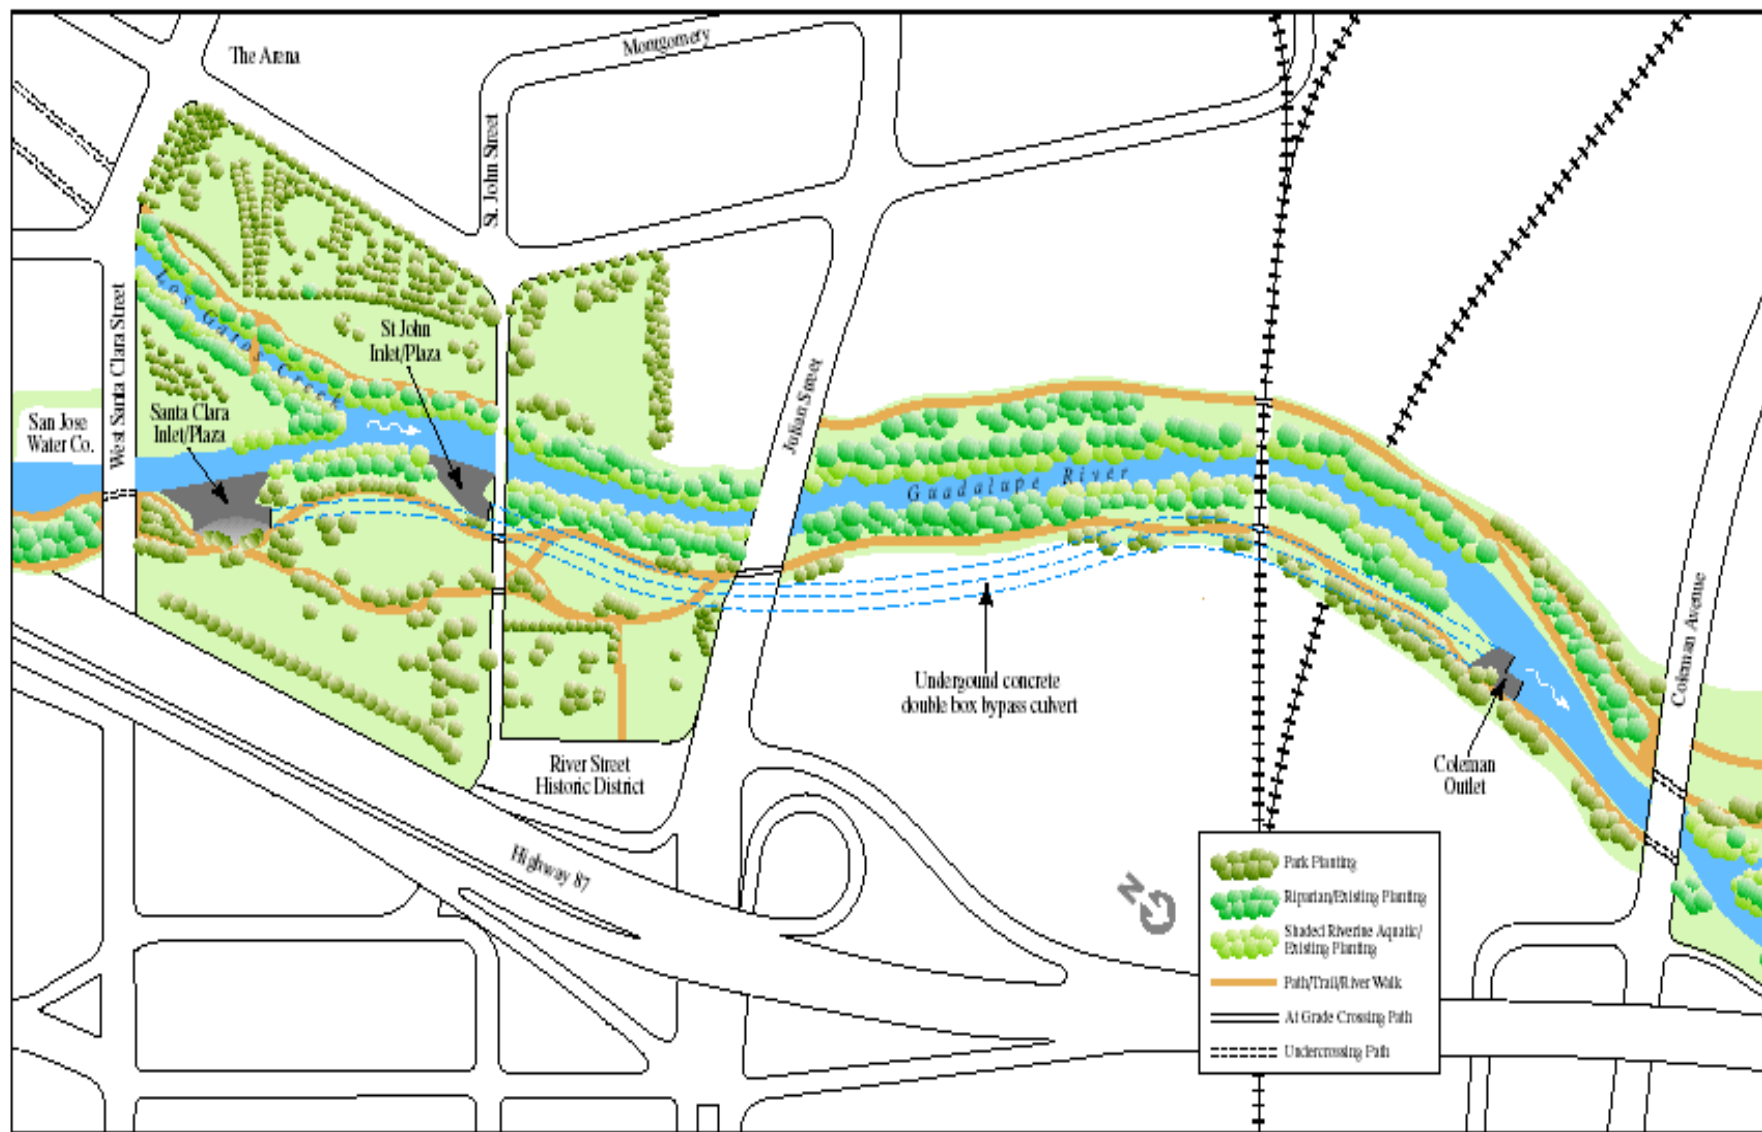 The Arena
Montgomery
St. John Street
West Santa Clara Street
Los Gatos Creek
St John
Inlet/Plaza
Santa Clara
Inlet/Plaza
San Jose
Water Co.
Julian Street
Guadalupe River
Undergound concrete
double box bypass culvert
Coleman Avenue
Coleman
Outlet
River Street
Historic District
Highway 87
N
Park Planting
Riparian/Existing Planting
Shaded Riverine Aquatic/
Existing Planting
Path/Trail/River Walk
At Grade Crossing Path
Undercrossing Path